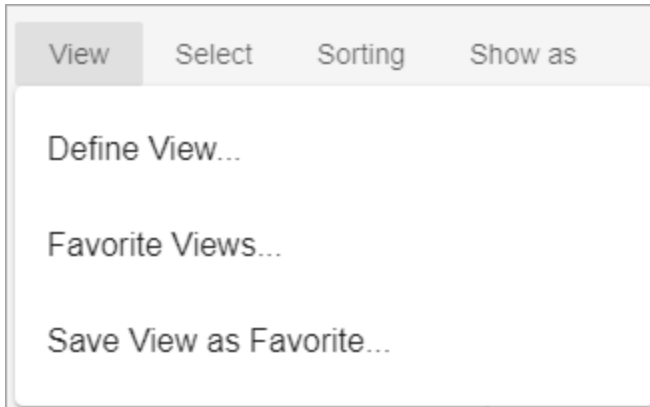 View Select Sorting Show as
Define View...
Favorite Views...
Save View as Favorite...